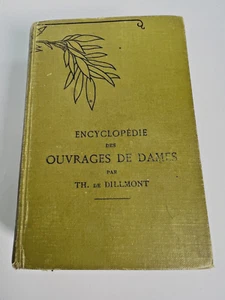 ENCYCLOPÉDIE
DES
OUVRAGES DE DAMES
PAR
TH. DE DILLMONT